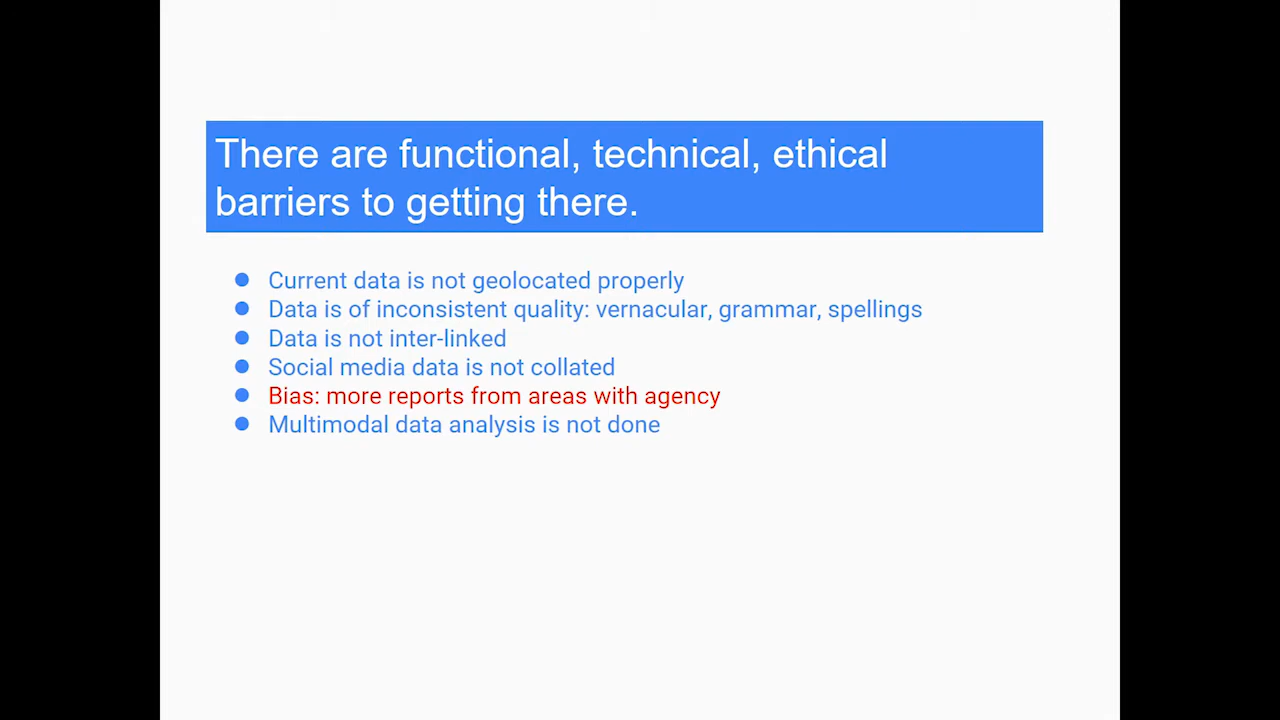 There are functional, technical, ethical
barriers to getting there.
● Current data is not geolocated properly
● Data is of inconsistent quality: vernacular, grammar, spellings
● Data is not inter-linked
● Social media data is not collated
● Bias: more reports from areas with agency
● Multimodal data analysis is not done